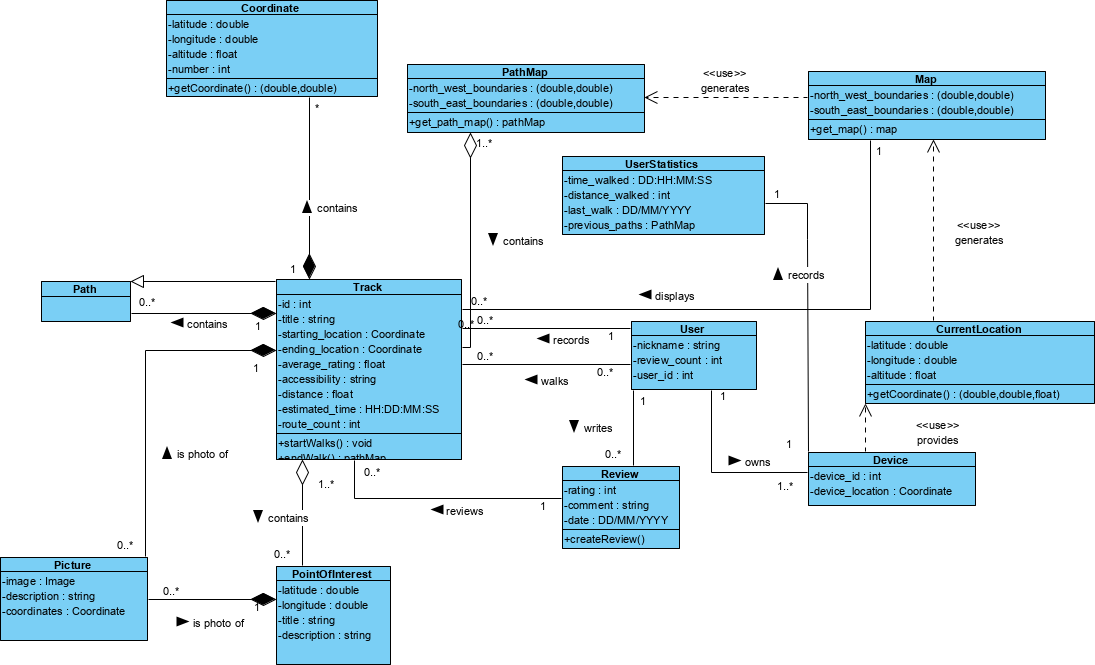 Coordinate
-latitude : double
-longitude : double
-altitude : float
-number : int
+getCoordinate() : (double,double)
*
contains
1
PathMap
-north_west_boundaries : (double,double)
-south_east_boundaries : (double,double)
+get_path_map() : pathMap
1..*
contains
0..*
<<use>>
generates
Map
-north_west_boundaries : (double,double)
-south_east_boundaries : (double,double)
+get_map() : map
1
displays
0..*
UserStatistics
-time_walked : DD:HH:MM:SS
-distance_walked : int
-last_walk : DD/MM/YYYY
-previous_paths : PathMap
1
records
1
<<use>>
generates
Path
0..*
contains
1
Track
-id : int
-title : string
-starting_location : Coordinate
-ending_location : Coordinate
-average_rating : float
-accessibility : string
-distance : float
-estimated_time : HH:DD:MM:SS
-route_count : int
+startWalks() : void
+endWalk() : pathMap
0..*
records
1
0..*
walks
0..*
User
-nickname : string
-review_count : int
-user_id : int
CurrentLocation
-latitude : double
-longitude : double
-altitude : float
+getCoordinate() : (double,double,float)
<<use>>
provides
1
writes
0..*
1
owns
1..*
Device
-device_id : int
-device_location : Coordinate
1
is photo of
0..*
0..*
reviews
1
Review
-rating : int
-comment : string
-date : DD/MM/YYYY
+createReview()
1..*
contains
0..*
Picture
-image : Image
-description : string
-coordinates : Coordinate
0..*
is photo of
1
PointOfInterest
-latitude : double
-longitude : double
-title : string
-description : string